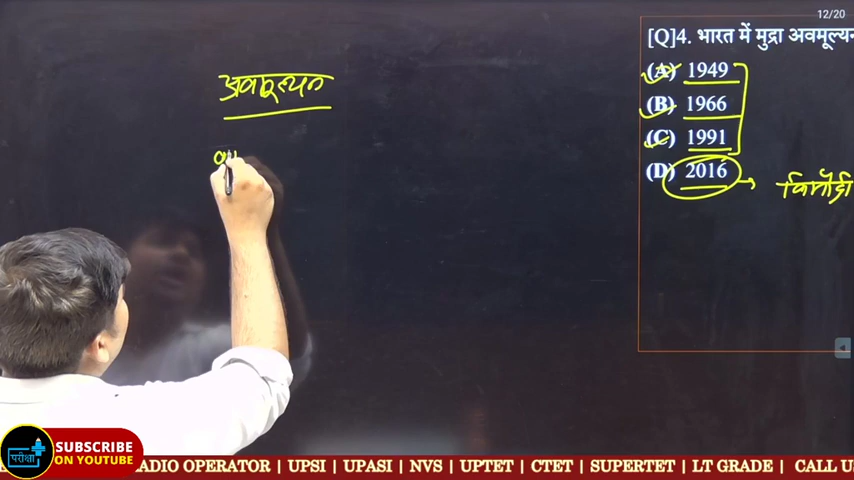 12/20
[Q]4. भारत में मुद्रा अवमूल्यन
(A) 1949
(B) 1966
(C) 1991
(D) 2016
अवमूल्यन
परीक्षा
SUBSCRIBE
ON YOUTUBE
ADIO OPERATOR | UPSI | UPASI | NVS | UPTET | CTET | SUPERTET | LT GRADE | CALL U